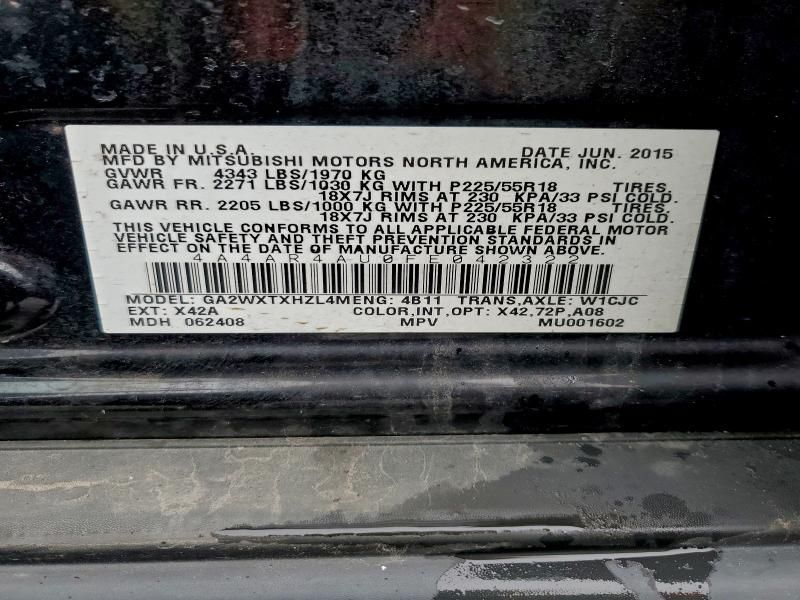 MADE IN U.S.A. DATE JUN. 2015
MFD BY MITSUBISHI MOTORS NORTH AMERICA, INC.
GVWR 4343 LBS/1970 KG
GAWR FR. 2271 LBS/1030 KG WITH P225/55R18 TIRES,
18X7J RIMS AT 230 KPA/33 PSI COLD.
GAWR RR. 2205 LBS/1000 KG WITH P225/55R18 TIRES,
18X7J RIMS AT 230 KPA/33 PSI COLD.
THIS VEHICLE CONFORMS TO ALL APPLICABLE FEDERAL MOTOR
VEHICLE SAFETY AND THEFT PREVENTION STANDARDS IN
EFFECT ON THE DATE OF MANUFACTURE SHOWN ABOVE.
4A4AR4AU0FE042322
MODEL: GA2WXTXHZL4MENG: 4B11 TRANS,AXLE: W1CJC
EXT: X42A COLOR,INT,OPT: X42,72P,A08
MDH 062408 MPV MU001602